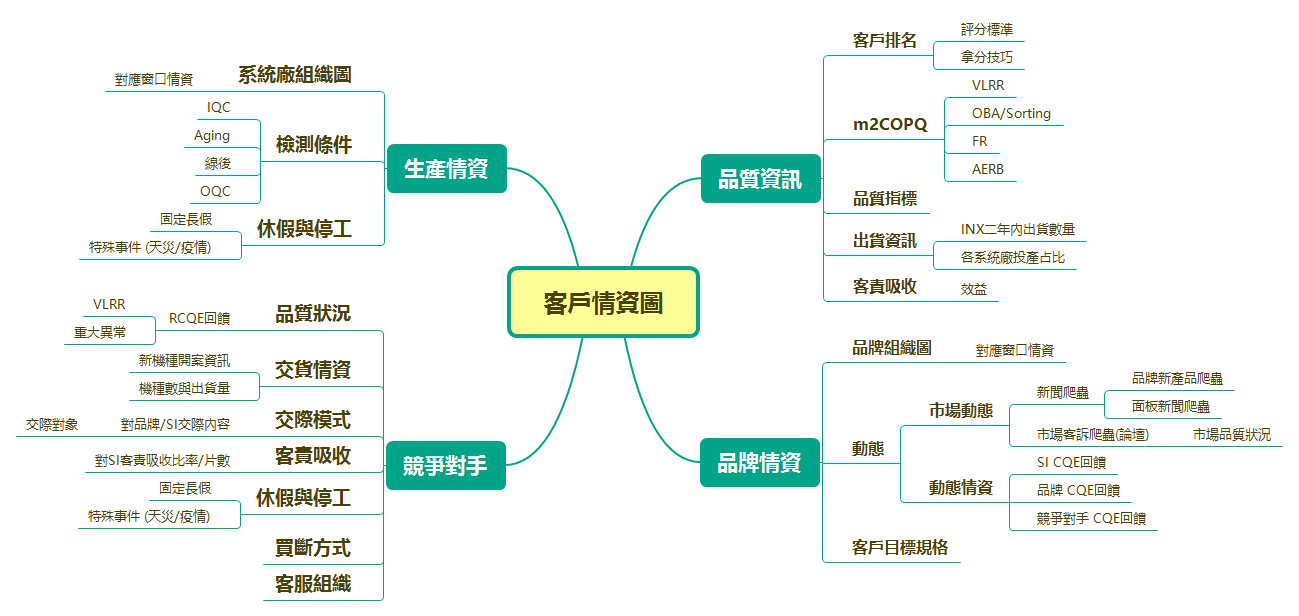 客戶情資圖
品質資訊
客戶排名
評分標準
拿分技巧
m2COPQ
VLRR
OBA/Sorting
FR
AERB
品質指標
出貨資訊
INX二年內出貨數量
各系統廠投產占比
客責吸收
效益
品牌情資
品牌組織圖
對應窗口情資
動態
市場動態
新聞爬蟲
品牌新產品爬蟲
面板新聞爬蟲
市場客訴爬蟲(論壇)
市場品質狀況
動態情資
SI CQE回饋
品牌 CQE回饋
競爭對手 CQE回饋
客戶目標規格
生產情資
系統廠組織圖
對應窗口情資
檢測條件
IQC
Aging
線後
OQC
休假與停工
固定長假
特殊事件 (天災/疫情)
競爭對手
品質狀況
RCQE回饋
VLRR
重大異常
交貨情資
新機種開案資訊
機種數與出貨量
交際模式
對品牌/SI交際內容
交際對象
客責吸收
對SI客責吸收比率/片數
休假與停工
固定長假
特殊事件 (天災/疫情)
買斷方式
客服組織